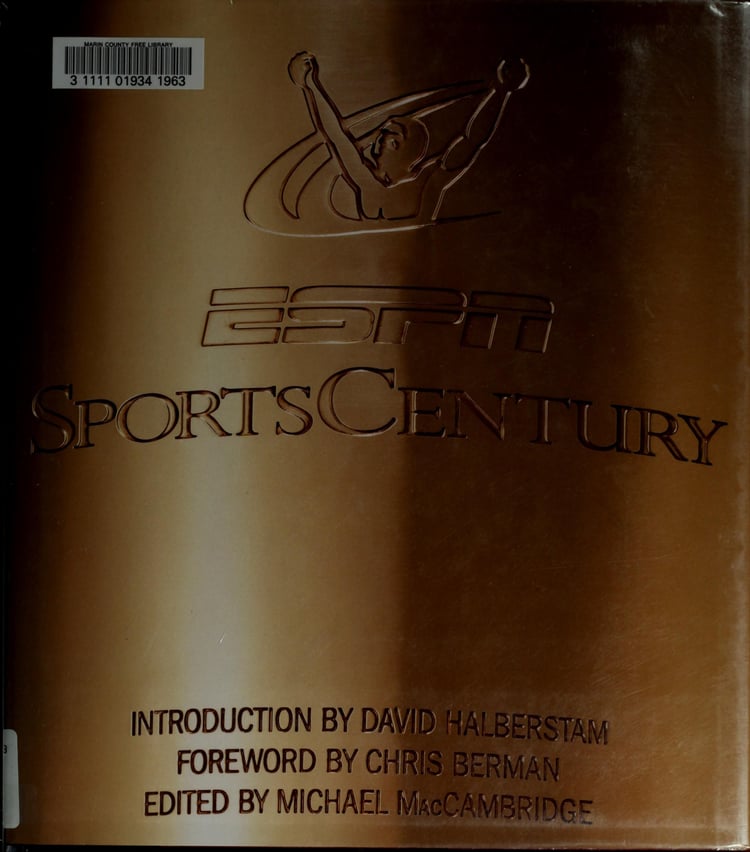 MARIN COUNTY FREE LIBRARY
3 1111 01934 1963
ESPN
SPORTSCENTURY
INTRODUCTION BY DAVID HALBERSTAM
FOREWORD BY CHRIS BERMAN
EDITED BY MICHAEL MACCAMBRIDGE